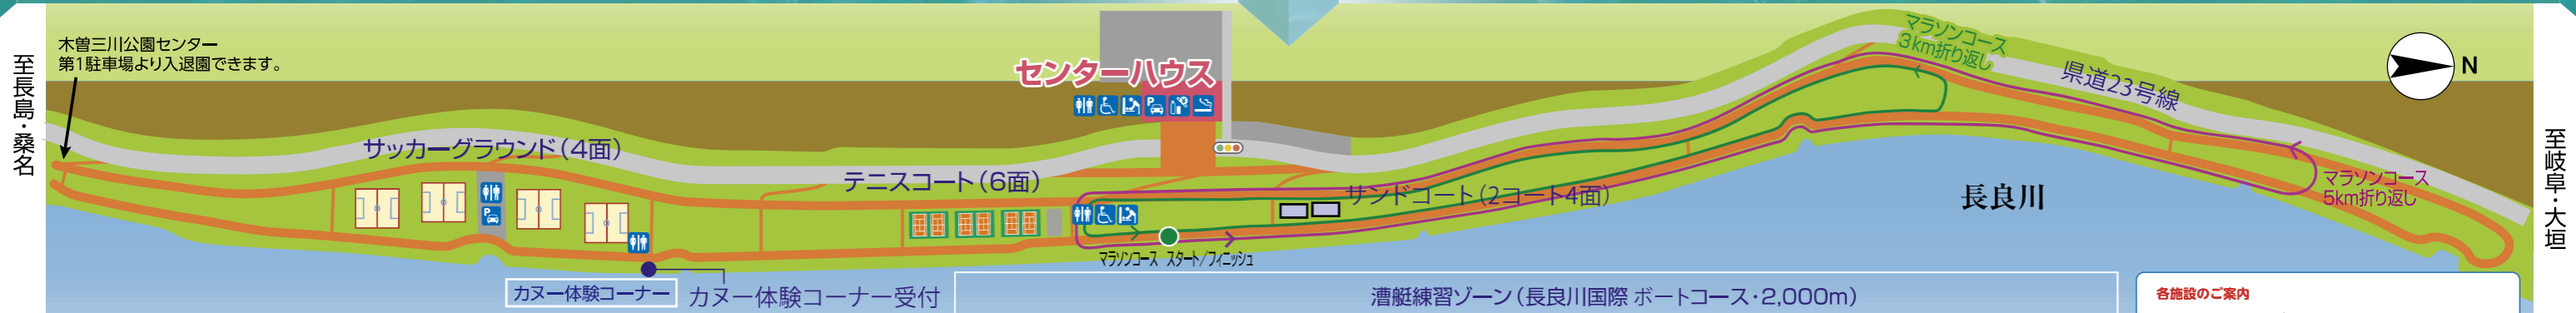 木曽三川公園センター
第1駐車場より入退園できます。
至長島・桑名
センターハウス
マラソンコース
3km折り返し
県道23号線
N
サッカーグラウンド（4面）
テニスコート（6面）
サンドコート（2コート4面）
長良川
マラソンコース
5km折り返し
至岐阜・大垣
P
P
マラソンコース スタート/フィニッシュ
カヌー体験コーナー
カヌー体験コーナー受付
漕艇練習ゾーン（長良川国際 ボートコース・2,000m）
各施設のご案内